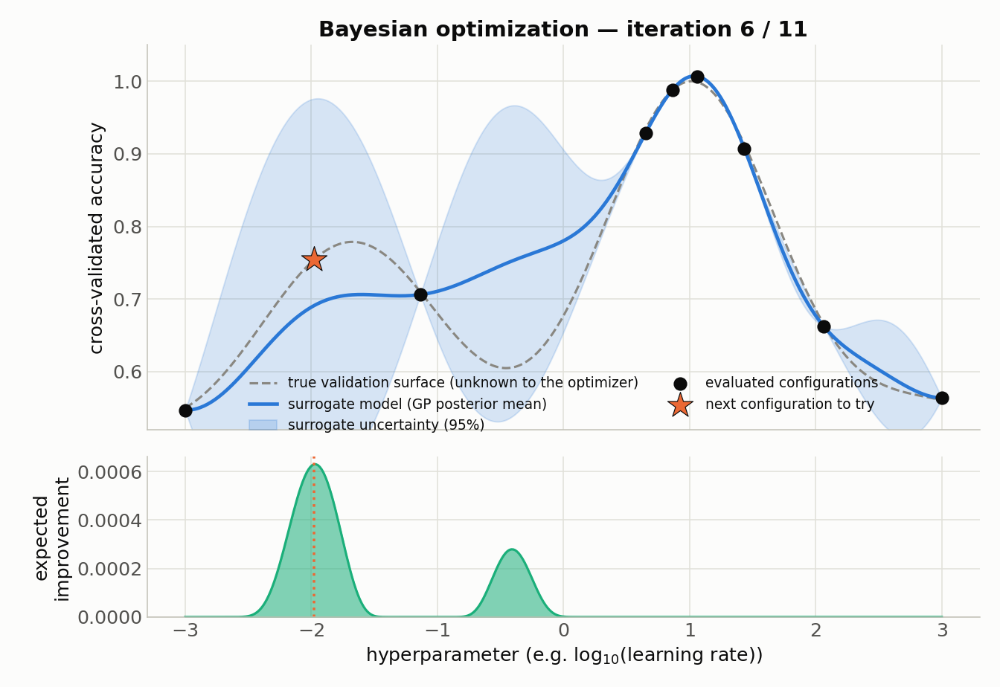 Bayesian optimization — iteration 6 / 11
cross-validated accuracy
1.0
0.9
0.8
0.7
0.6
true validation surface (unknown to the optimizer)
surrogate model (GP posterior mean)
surrogate uncertainty (95%)
evaluated configurations
next configuration to try
expected
improvement
0.0006
0.0004
0.0002
0.0000
−3
−2
−1
0
1
2
3
hyperparameter (e.g. log₁₀(learning rate))